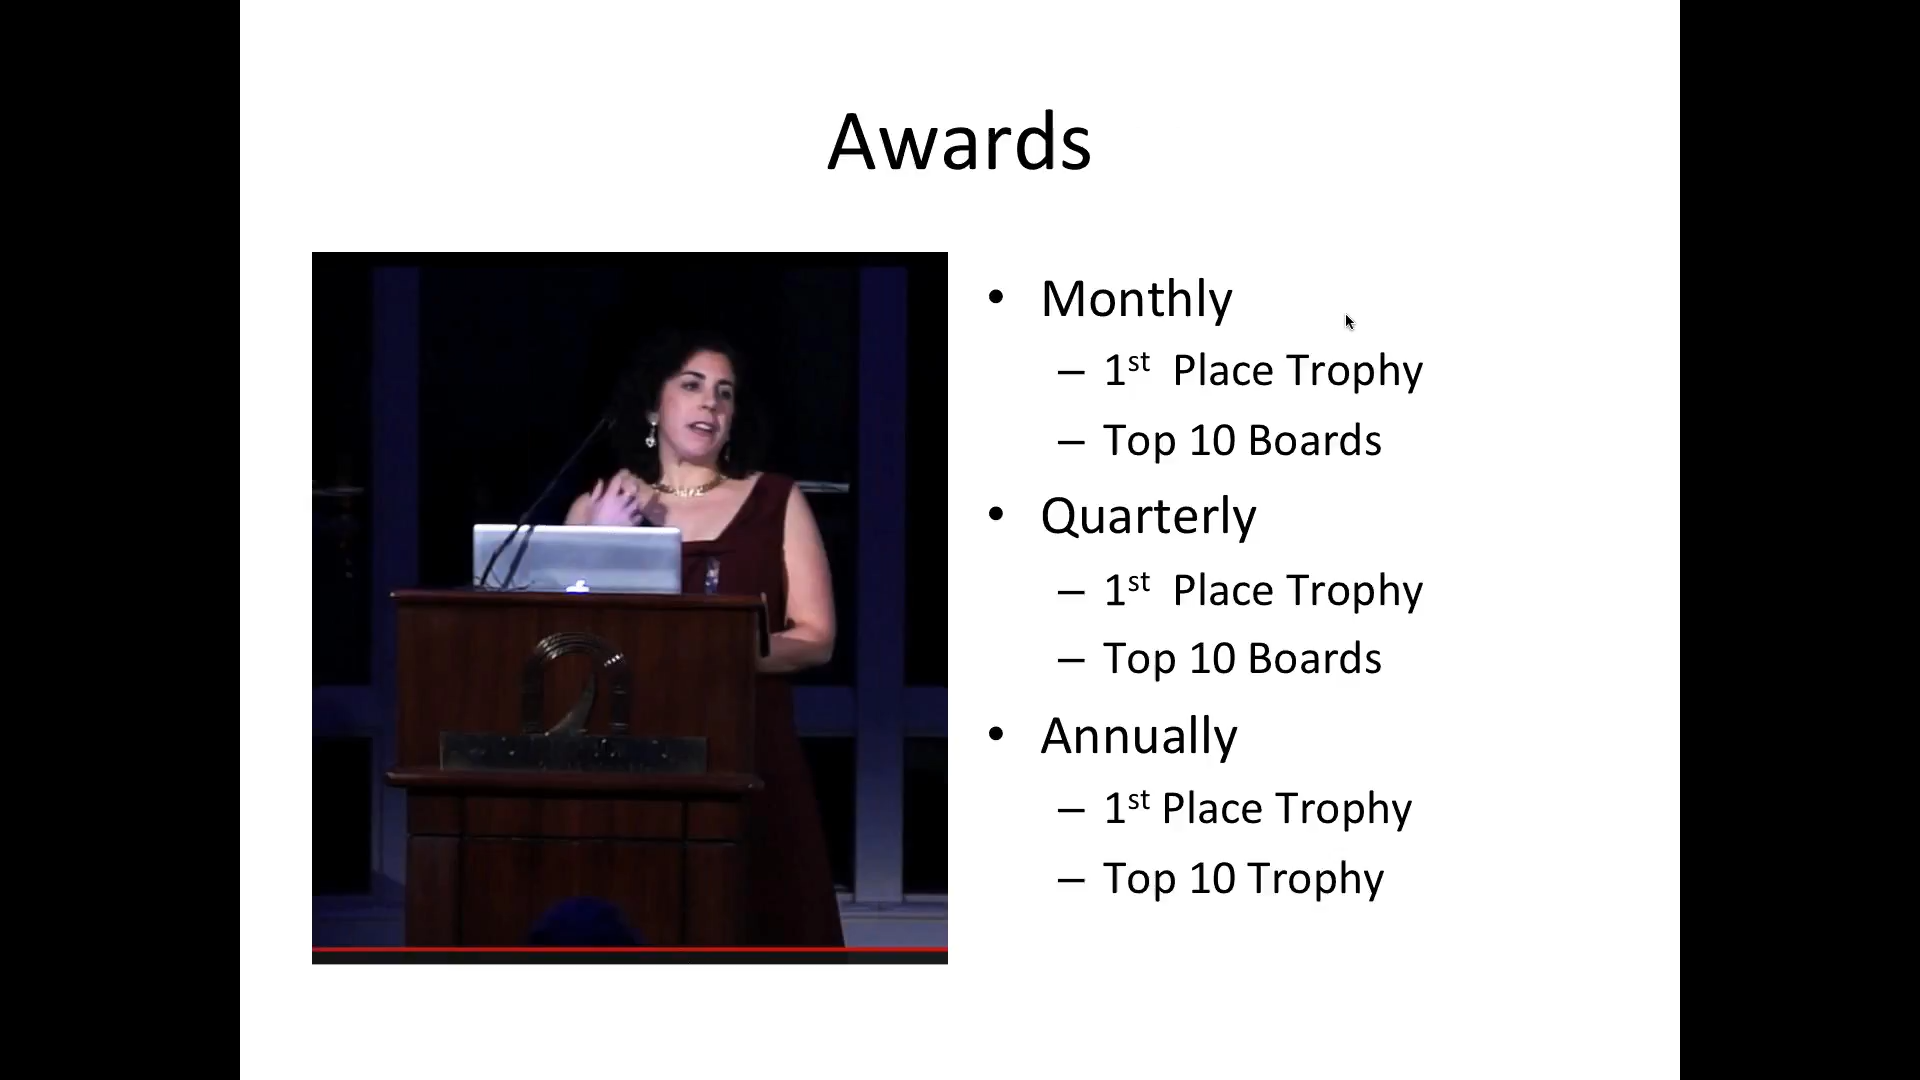 Awards
• Monthly
– 1st Place Trophy
– Top 10 Boards
• Quarterly
– 1st Place Trophy
– Top 10 Boards
• Annually
– 1st Place Trophy
– Top 10 Trophy